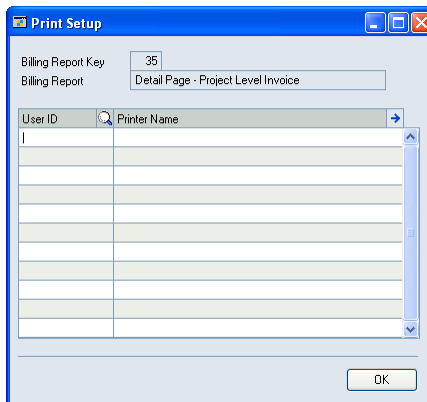 Print Setup
Billing Report Key 35
Billing Report Detail Page - Project Level Invoice
User ID Printer Name
OK